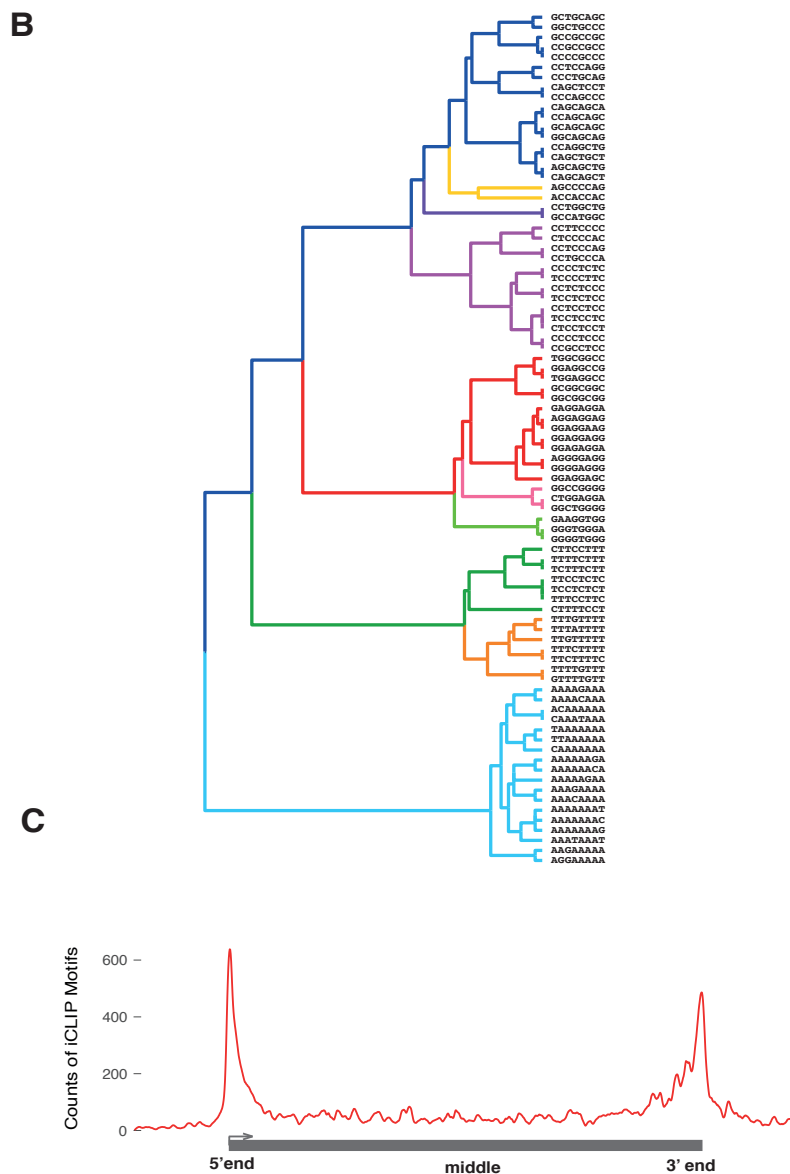 B
GCTGCAGC
GGCTGCCC
GCCGCCGC
CCGCCGCC
CCCCGCCC
CCTCCAGG
CCCTGCAG
CAGCTCCT
CCCAGCCC
CAGCAGCA
CCAGCAGC
GCAGCAGC
GGCAGCAG
CCAGGCTG
CAGCTGCT
AGCAGCTG
CAGCAGCT
AGCCCCAG
ACCACCAC
CCTGGCTG
GCCATGGC
CCTTCCCC
CTCCCCAC
CCTCCCAG
CCTGCCCA
CCCCTCTC
TCCCCTTC
CCTCTCCC
TCCTCTCC
CCTCCTCC
TCCTCCTC
CTCCTCCT
CCCCTCCC
CCGCCTCC
TGGCGGCC
GGAGGCCG
TGGAGGCC
GCGGCGGC
GGCGGCGG
GAGGAGGA
AGGAGGAG
GGAGGAAG
GGAGGAGG
GGAGAGGA
AGGGGAGG
GGGGAGGG
GGAGGAGC
GGCCGGGG
CTGGAGGA
GGCTGGGG
GAAGGTGG
GGGTGGGA
GGGGTGGG
CTTCCTTT
TTTTCTTT
TCTTTCTT
TTCCTCTC
TCCTCTCT
TTTCCTTC
CTTTTCCT
TTTGTTTT
TTTATTTT
TTGTTTTT
TTTCTTTT
TTCTTTTC
TTTTGTTT
GTTTTGTT
AAAAGAAA
AAAACAAA
ACAAAAAA
CAAATAAA
TAAAAAAA
TTAAAAAA
CAAAAAAA
AAAAAAGA
AAAAAACA
AAAAAGAA
AAAGAAAA
AAACAAAA
AAAAAAAT
AAAAAAAC
AAAAAAAG
AAATAAAT
AAGAAAAA
AGGAAAAA
C
Counts of iCLIP Motifs
600
400
200
0
5'end
middle
3' end